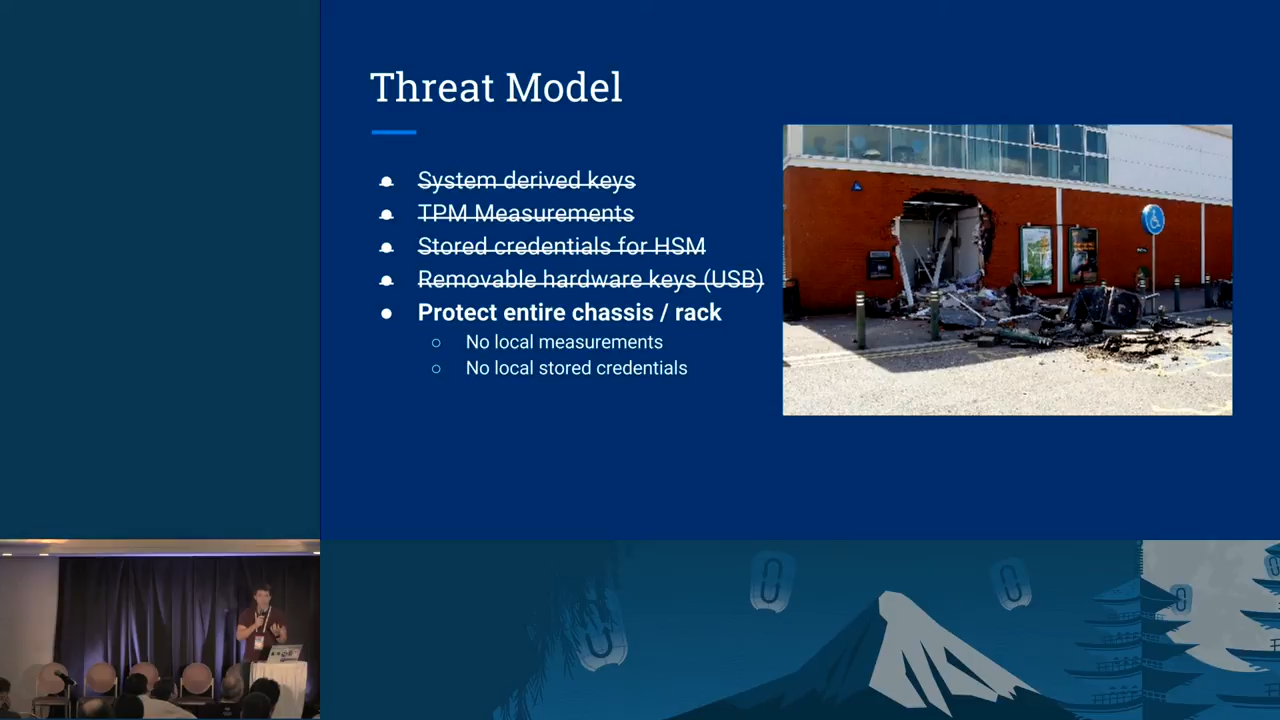 Threat Model
System derived keys
TPM Measurements
Stored credentials for HSM
Removable hardware keys (USB)
Protect entire chassis / rack
No local measurements
No local stored credentials